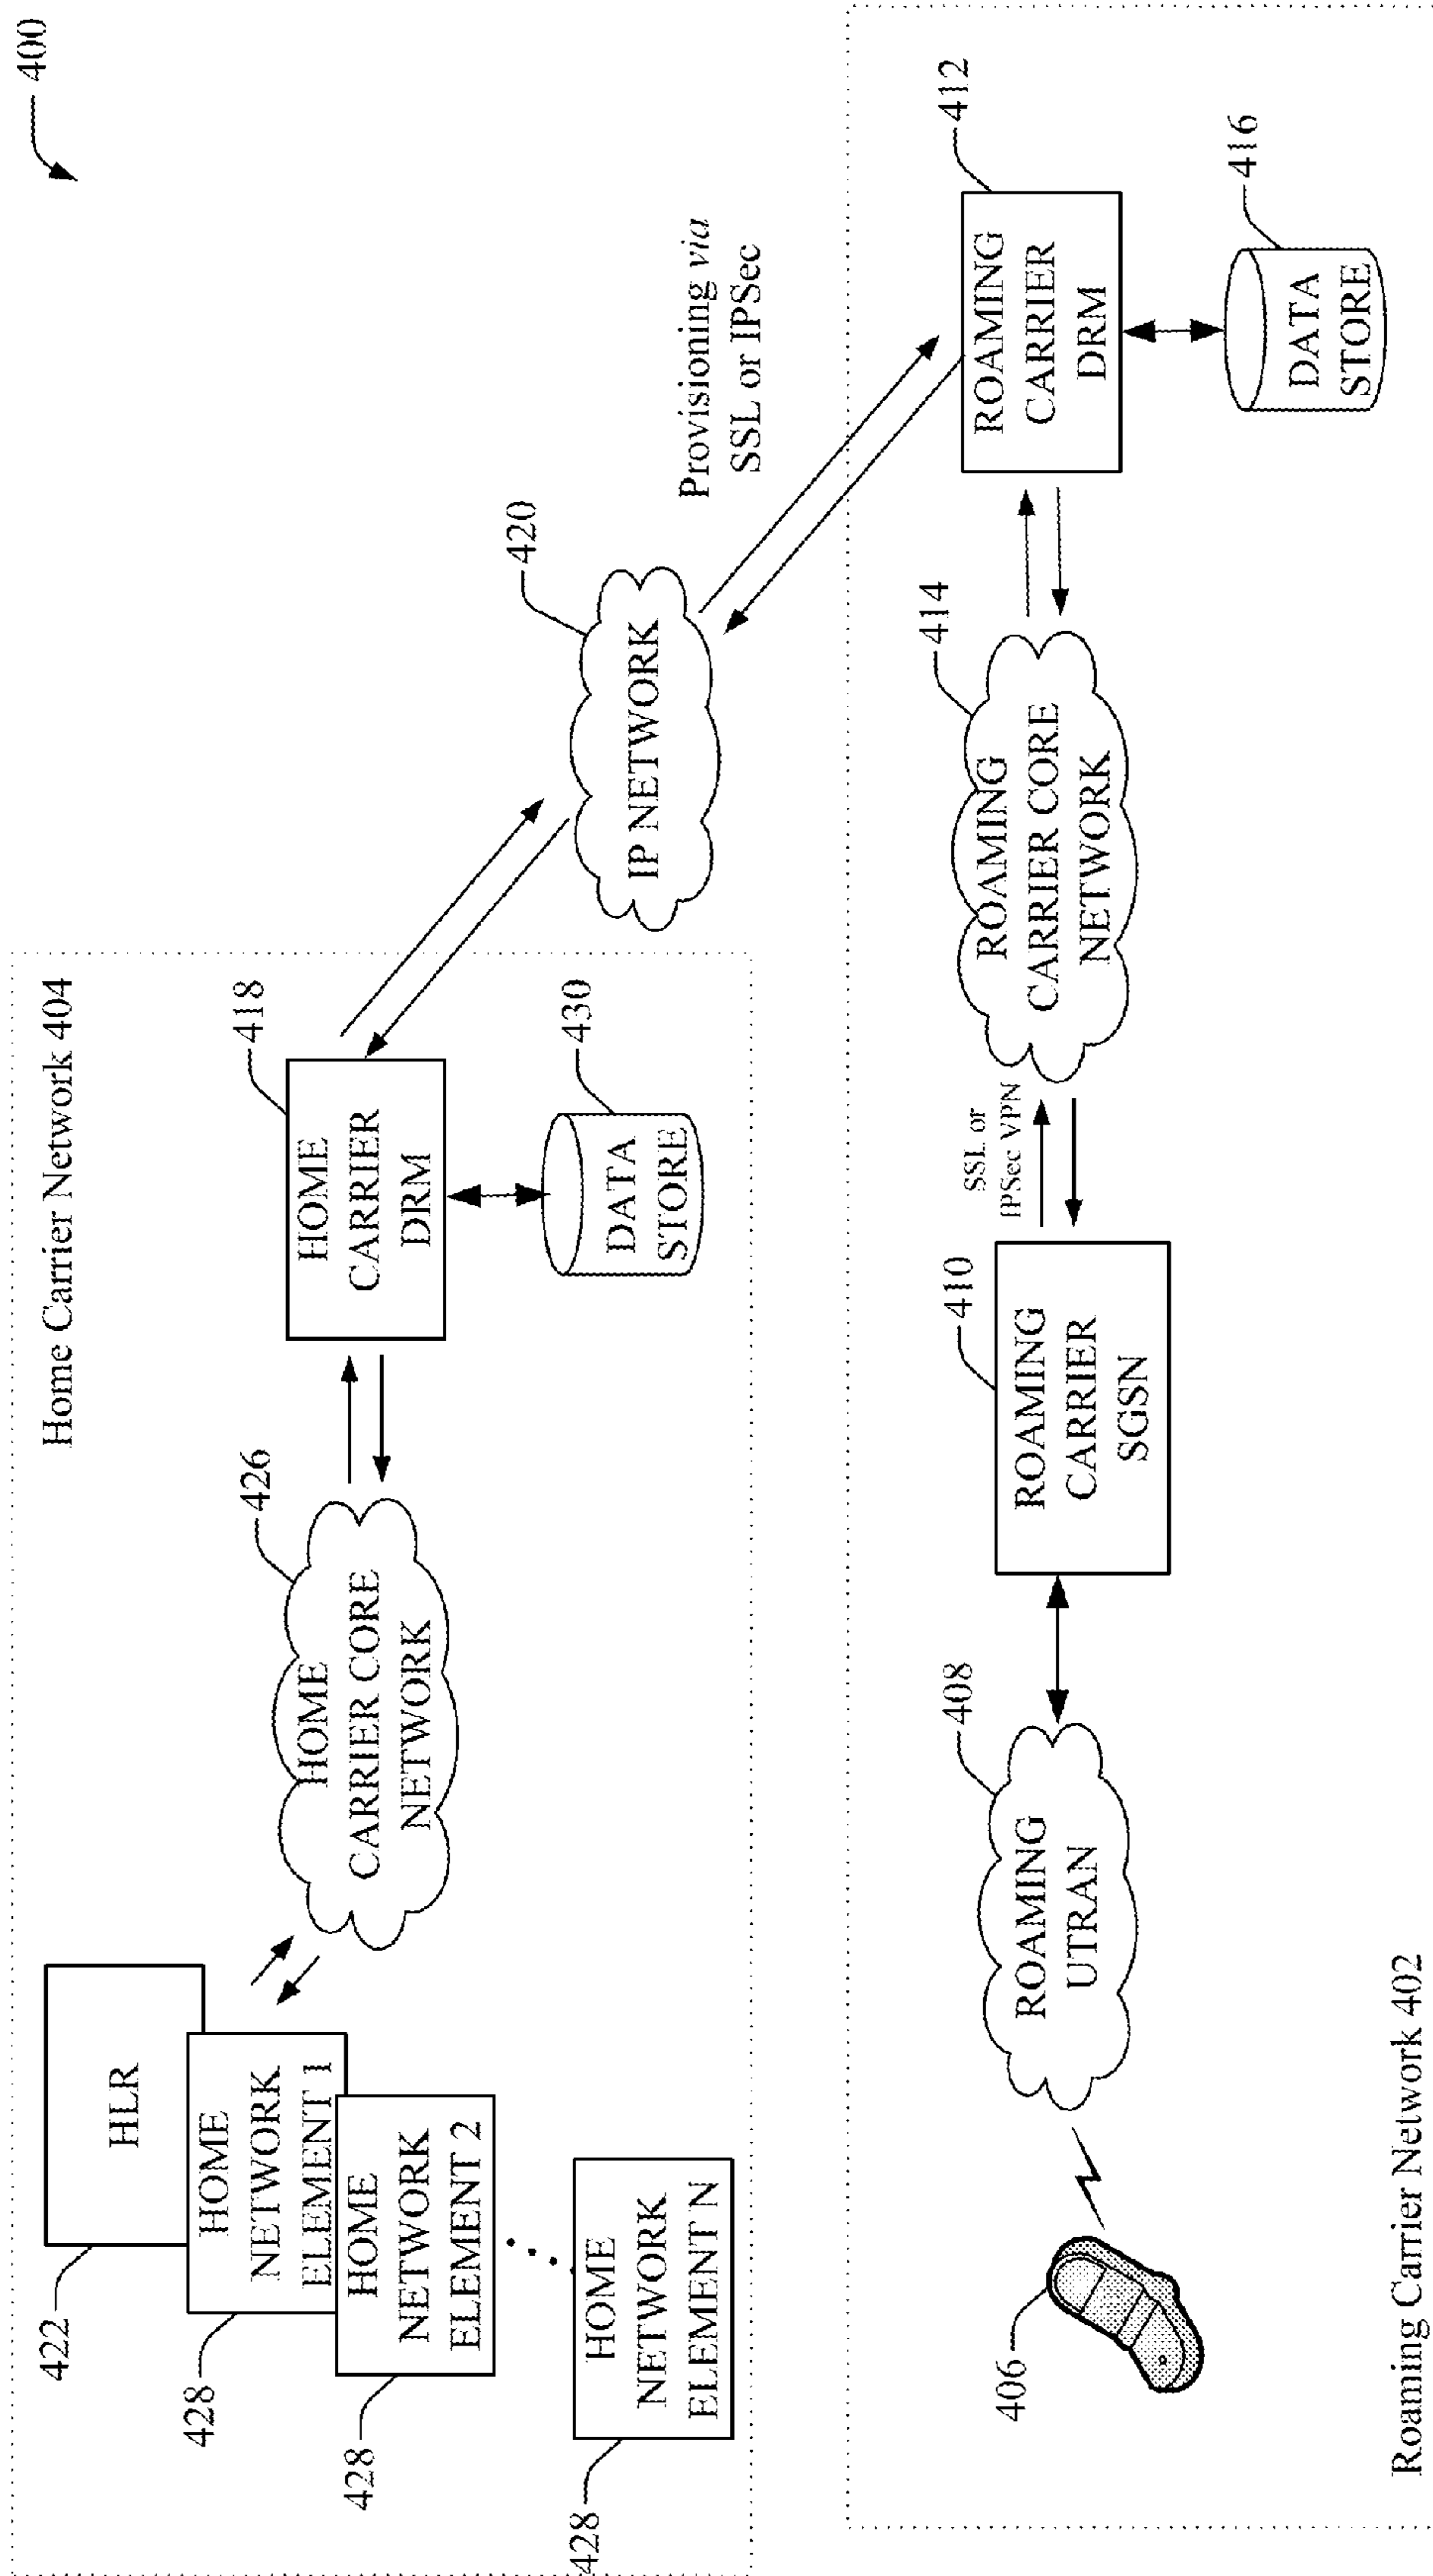 400
Home Carrier Network 404
422
HLR
428
HOME
NETWORK
ELEMENT 1
428
HOME
NETWORK
ELEMENT 2
428
HOME
NETWORK
ELEMENT N
426
HOME
CARRIER CORE
NETWORK
418
HOME
CARRIER
DRM
430
DATA
STORE
420
IP NETWORK
Provisioning via
SSL or IPSec
406
408
ROAMING
UTRAN
410
ROAMING
CARRIER
SGSN
SSL or
IPSec VPN
414
ROAMING
CARRIER CORE
NETWORK
412
ROAMING
CARRIER
DRM
416
DATA
STORE
Roaming Carrier Network 402